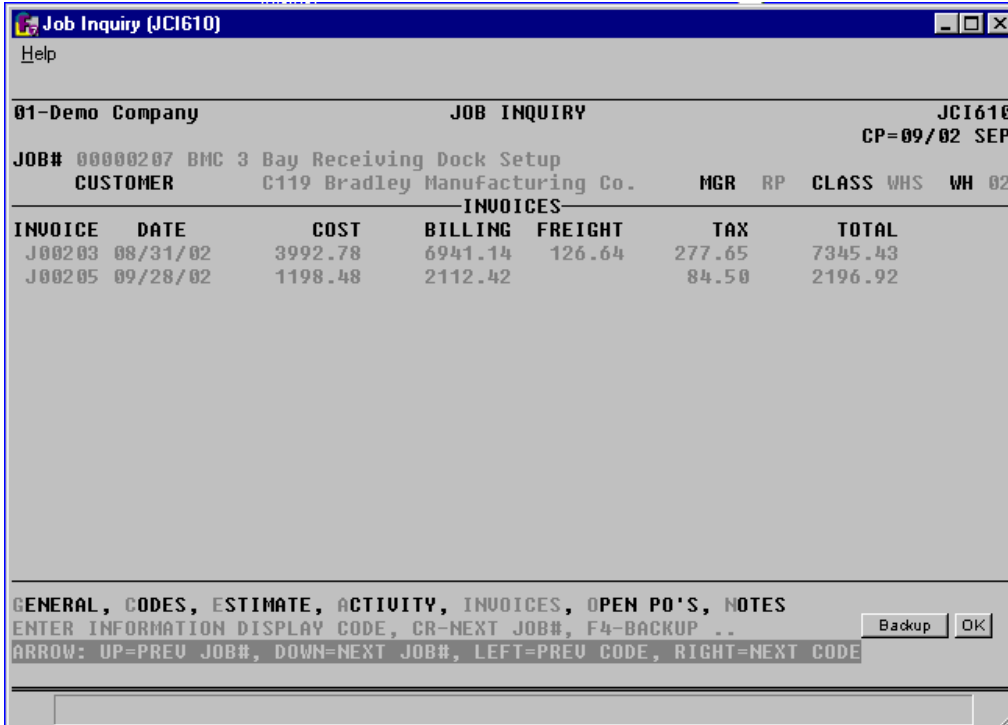 Job Inquiry (JCI610)
Help
01-Demo Company JOB INQUIRY JCI610
CP=09/02 SEP
JOB# 00000207 BMC 3 Bay Receiving Dock Setup
CUSTOMER C119 Bradley Manufacturing Co. MGR RP CLASS WHS WH 02
INVOICES
INVOICE DATE COST BILLING FREIGHT TAX TOTAL
J00203 08/31/02 3992.78 6941.14 126.64 277.65 7345.43
J00205 09/28/02 1198.48 2112.42 84.50 2196.92
GENERAL, CODES, ESTIMATE, ACTIVITY, INVOICES, OPEN PO'S, NOTES
ENTER INFORMATION DISPLAY CODE, CR-NEXT JOB#, F4-BACKUP ..
Backup OK
ARROW: UP=PREV JOB#, DOWN=NEXT JOB#, LEFT=PREV CODE, RIGHT=NEXT CODE